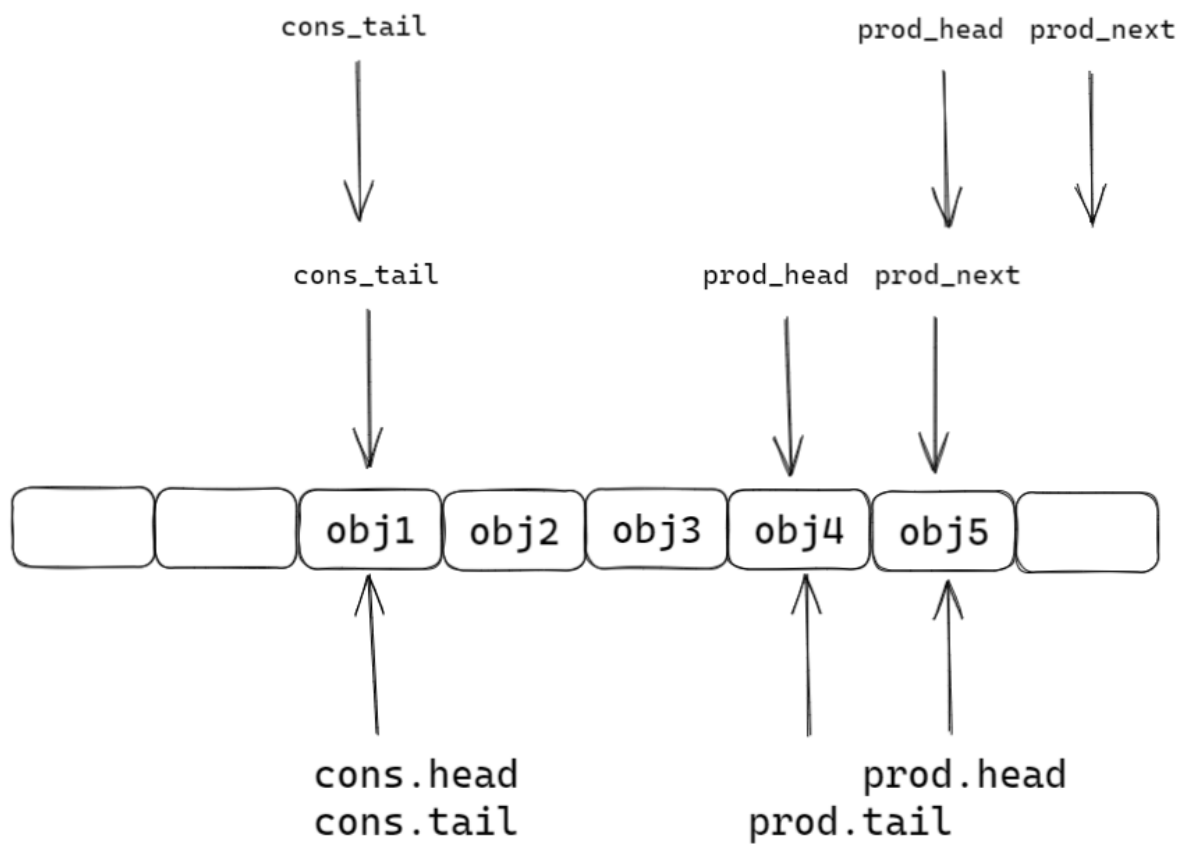 cons_tail prod_head prod_next
cons_tail prod_head prod_next
obj1 obj2 obj3 obj4 obj5
cons.head prod.head
cons.tail prod.tail